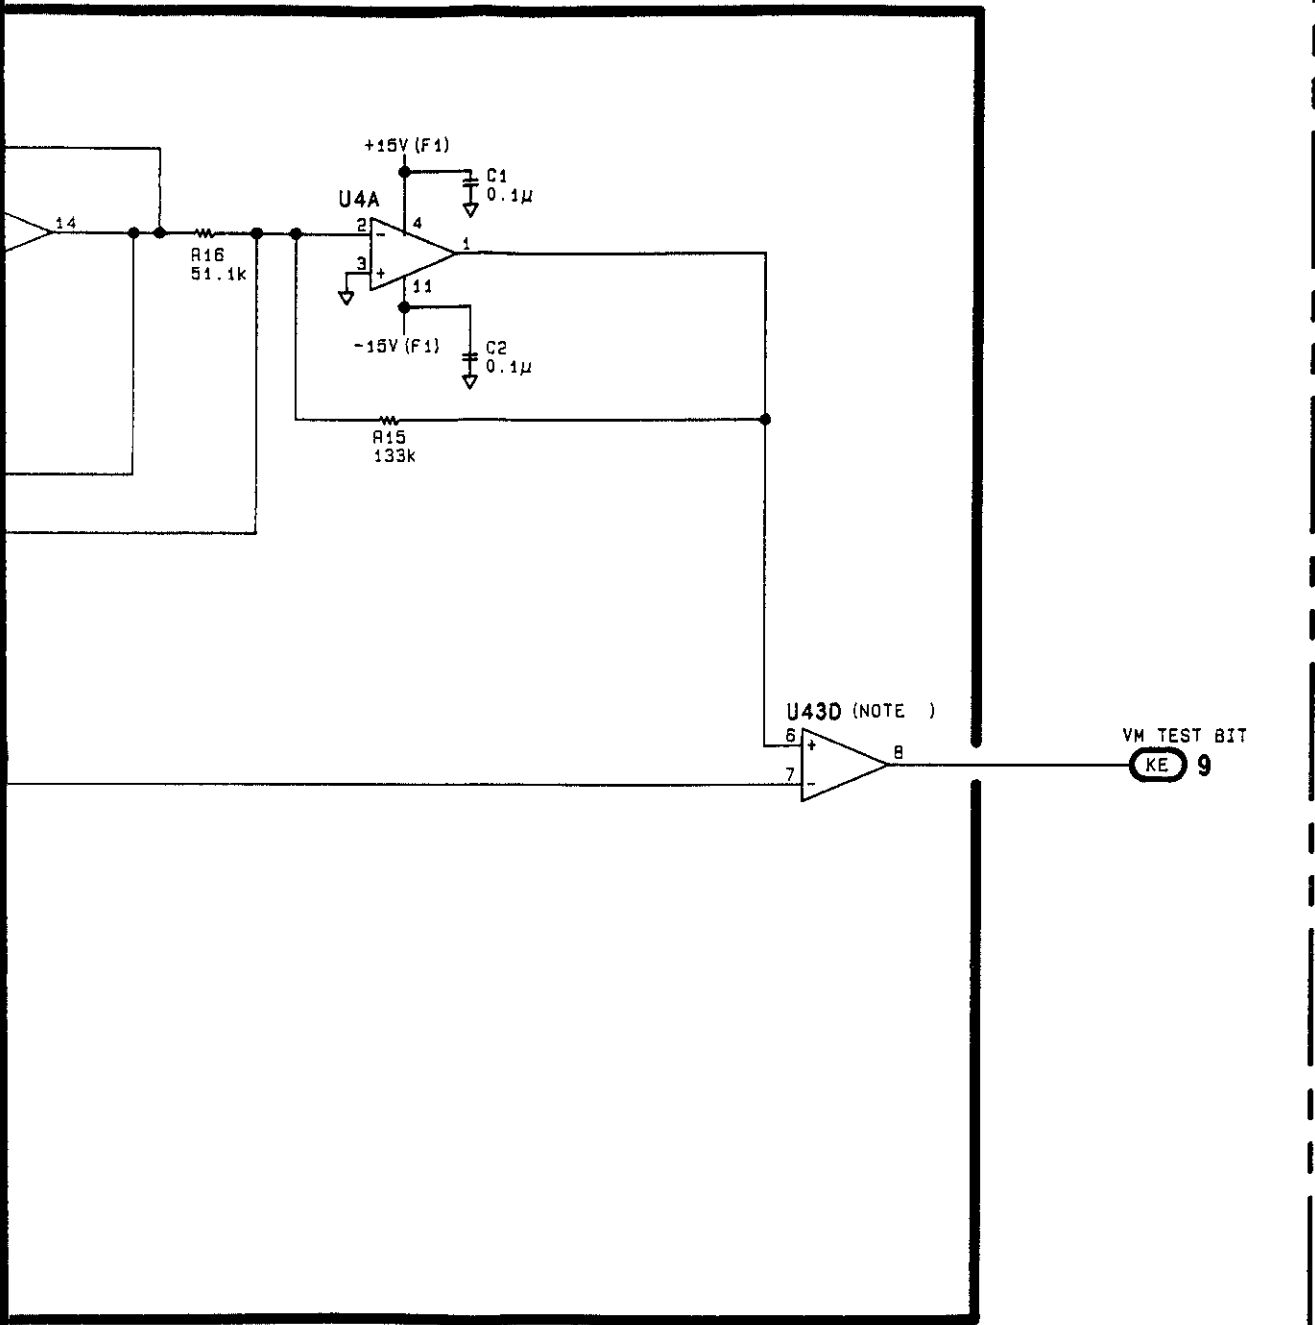 +15V (F1)
C1
0.1µ
U4A
14
2
-
4
R16
51.1k
3
+
1
11
-15V (F1)
C2
0.1µ
R15
133k
U43D (NOTE )
6
+
7
-
8
VM TEST BIT
KE 9